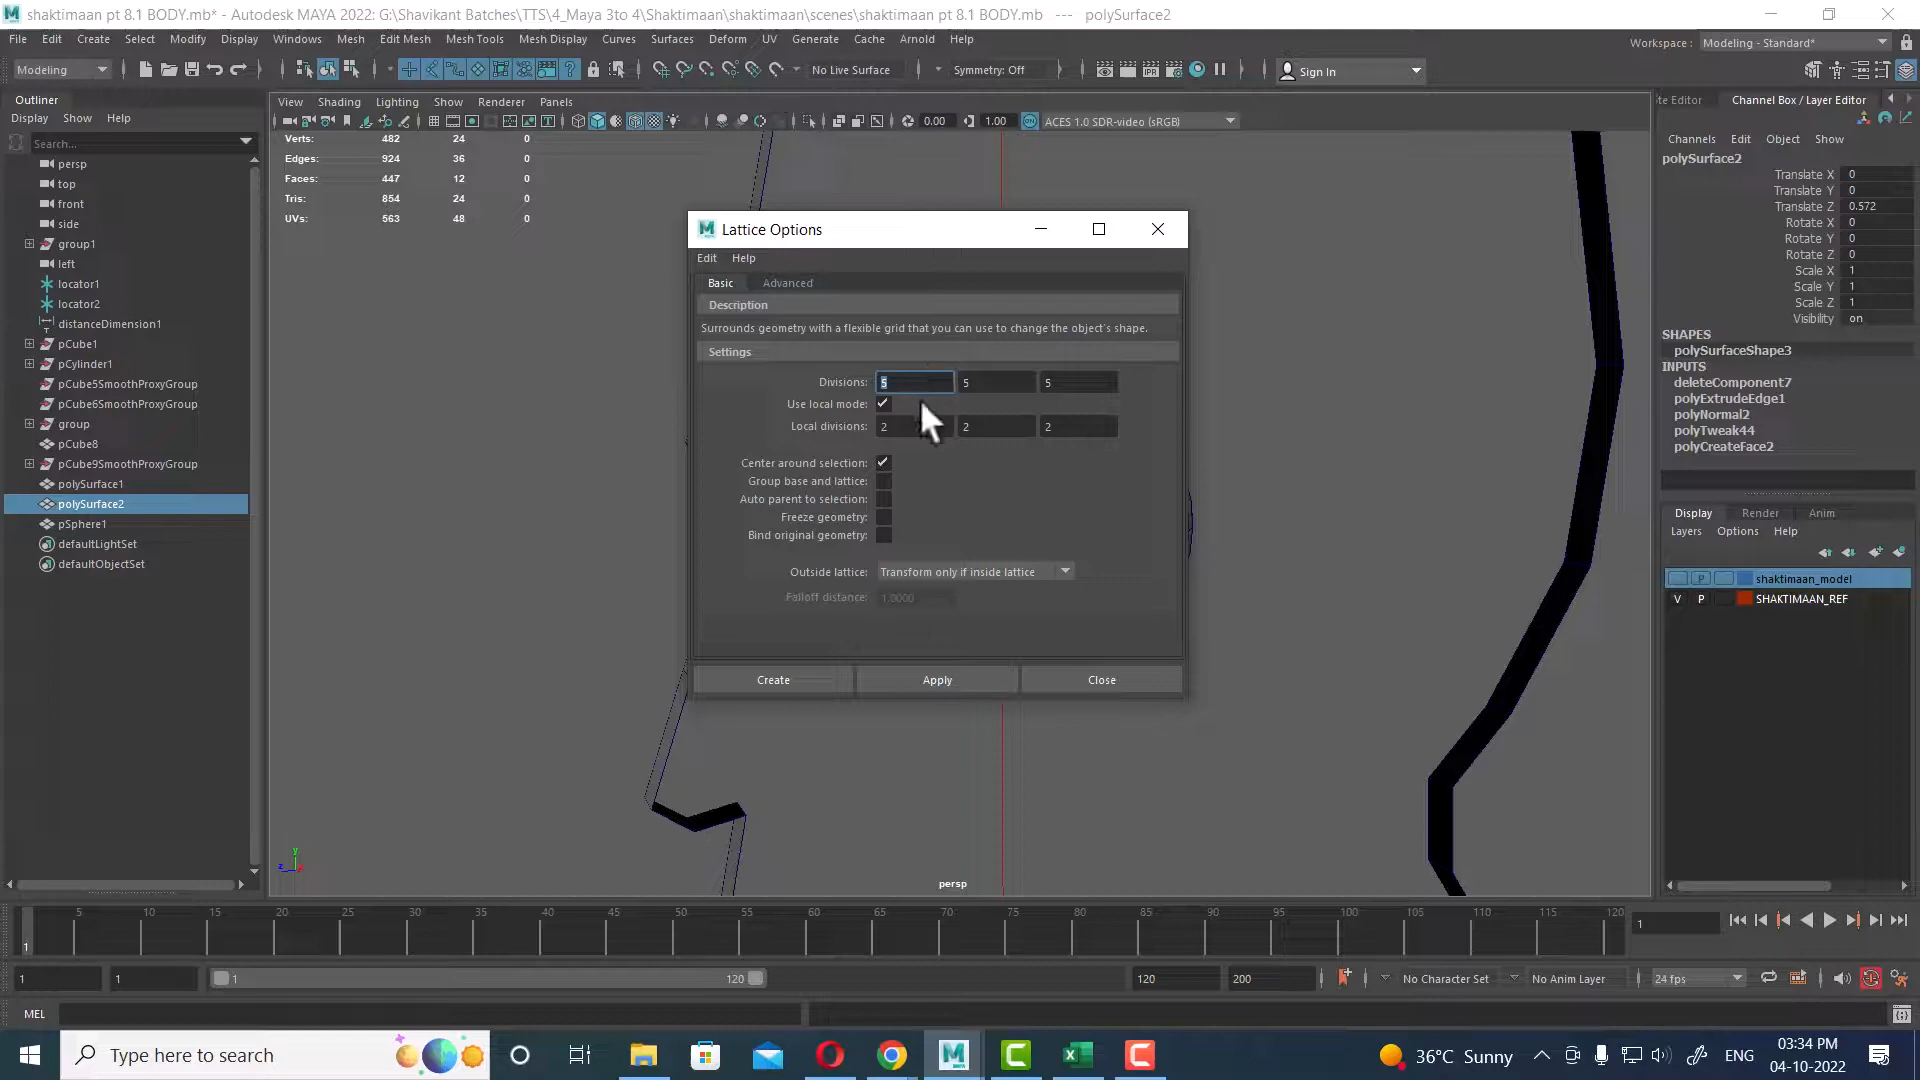 shaktimaan pt 8.1 BODY.mb* - Autodesk MAYA 2022: G:\Shavikant Batches\TTS\4_Maya 3to 4\Shaktimaan\shaktimaan\scenes\shaktimaan pt 8.1 BODY.mb --- polySurface2
File Edit Create Select Modify Display Windows Mesh Edit Mesh Mesh Tools Mesh Display Curves Surfaces Deform UV Generate Cache Arnold Help
Workspace : Modeling - Standard*
Modeling No Live Surface Symmetry: Off Sign In
Outliner
Display Show Help
Search...
persp
top
front
side
group1
left
locator1
locator2
distanceDimension1
pCube1
pCylinder1
pCube5SmoothProxyGroup
pCube6SmoothProxyGroup
group
pCube8
pCube9SmoothProxyGroup
polySurface1
polySurface2
pSphere1
defaultLightSet
defaultObjectSet
View Shading Lighting Show Renderer Panels
0.00 1.00 ACES 1.0 SDR-video (sRGB)
Verts: 482 24 0
Edges: 924 36 0
Faces: 447 12 0
Tris: 854 24 0
UVs: 563 48 0
Lattice Options
Edit Help
Basic Advanced
Description
Surrounds geometry with a flexible grid that you can use to change the object's shape.
Settings
Divisions: 5 5 5
Use local mode:
Local divisions: 2 2 2
Center around selection:
Group base and lattice:
Auto parent to selection:
Freeze geometry:
Bind original geometry:
Outside lattice: Transform only if inside lattice
Falloff distance: 1.0000
Create Apply Close
y
z
persp
te Editor Channel Box / Layer Editor
Channels Edit Object Show
polySurface2
Translate X 0
Translate Y 0
Translate Z 0.572
Rotate X 0
Rotate Y 0
Rotate Z 0
Scale X 1
Scale Y 1
Scale Z 1
Visibility on
SHAPES
polySurfaceShape3
INPUTS
deleteComponent7
polyExtrudeEdge1
polyNormal2
polyTweak44
polyCreateFace2
Display Render Anim
Layers Options Help
P shaktimaan_model
V P SHAKTIMAAN_REF
5 10 15 20 25 30 35 40 45 50 55 60 65 70 75 80 85 90 95 100 105 110 115 120
1 1
1 1 1 120 120 200 No Character Set No Anim Layer 24 fps
MEL
Type here to search
36°C Sunny ENG 03:34 PM
04-10-2022